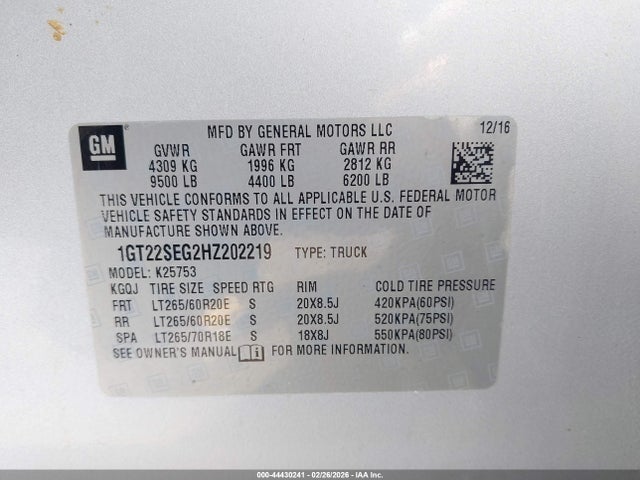 GM
MFD BY GENERAL MOTORS LLC 12/16
GVWR GAWR FRT GAWR RR
4309 KG 1996 KG 2812 KG
9500 LB 4400 LB 6200 LB
THIS VEHICLE CONFORMS TO ALL APPLICABLE U.S. FEDERAL MOTOR
VEHICLE SAFETY STANDARDS IN EFFECT ON THE DATE OF
MANUFACTURE SHOWN ABOVE.
1GT22SEG2HZ202219 TYPE: TRUCK
MODEL: K25753
KGQJ TIRE SIZE SPEED RTG RIM COLD TIRE PRESSURE
FRT LT265/60R20E S 20X8.5J 420KPA(60PSI)
RR LT265/60R20E S 20X8.5J 520KPA(75PSI)
SPA LT265/70R18E S 18X8J 550KPA(80PSI)
SEE OWNER'S MANUAL FOR MORE INFORMATION.
000-44430241 - 02/26/2026 - IAA Inc.